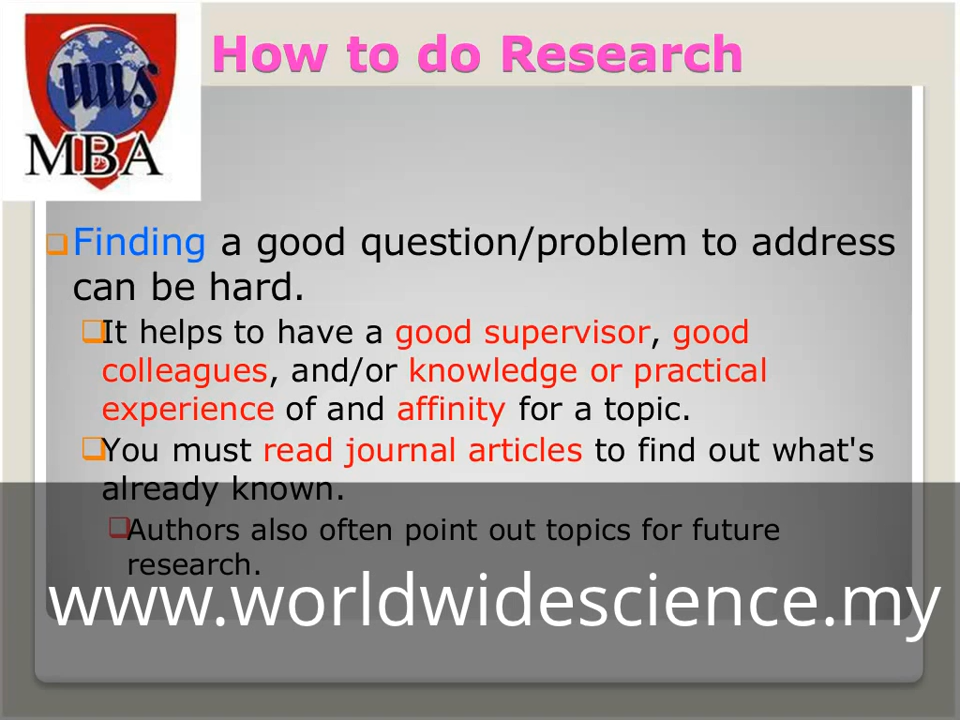 wws
MBA
How to do Research
Finding a good question/problem to address
can be hard.
It helps to have a good supervisor, good
colleagues, and/or knowledge or practical
experience of and affinity for a topic.
You must read journal articles to find out what's
already known.
Authors also often point out topics for future
research.
www.worldwidescience.my